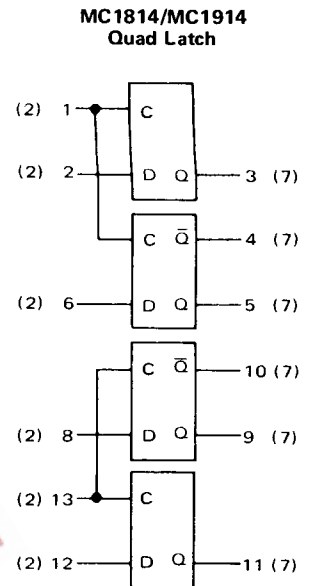 MC1814/MC1914
Quad Latch
(2) 1 C
(2) 2 D Q 3 (7)
C Q̅ 4 (7)
(2) 6 D Q 5 (7)
C Q̅ 10 (7)
(2) 8 D Q 9 (7)
(2) 13 C
(2) 12 D Q 11 (7)